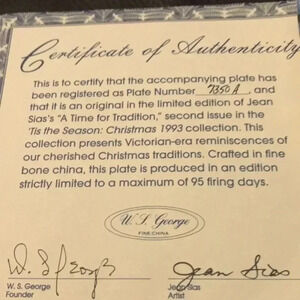 Certificate of Authenticity
This is to certify that the accompanying plate has
been registered as Plate Number 7350A, and
that it is an original in the limited edition of Jean
Sias's "A Time for Tradition," second issue in the
'Tis the Season: Christmas 1993 collection. This
collection presents Victorian-era reminiscences of
our cherished Christmas traditions. Crafted in fine
bone china, this plate is produced in an edition
strictly limited to a maximum of 95 firing days.
W. S. George
FINE CHINA
W. S. George Jean Sias
W. S. George Jean Sias
Founder Artist